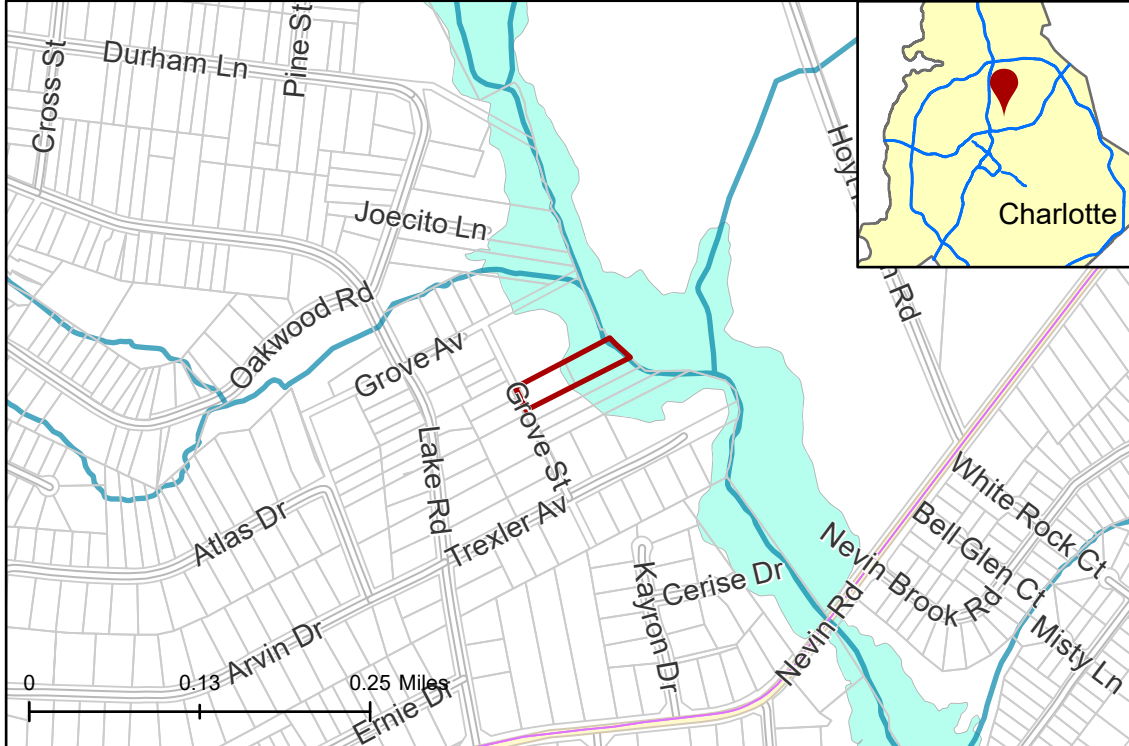 Cross St
Durham Ln
Pine St
Charlotte
Joecito Ln
Oakwood Rd
Grove Av
Grove St
Lake Rd
Atlas Dr
Trexler Av
White Rock Ct
Bell Glen Ct
Nevin Brook Rd
Cerise Dr
Kayron Dr
Nevin Rd
Misty Ln
Arvin Dr
Ernie Dr
Hoyt
n Rd
0 0.13 0.25 Miles